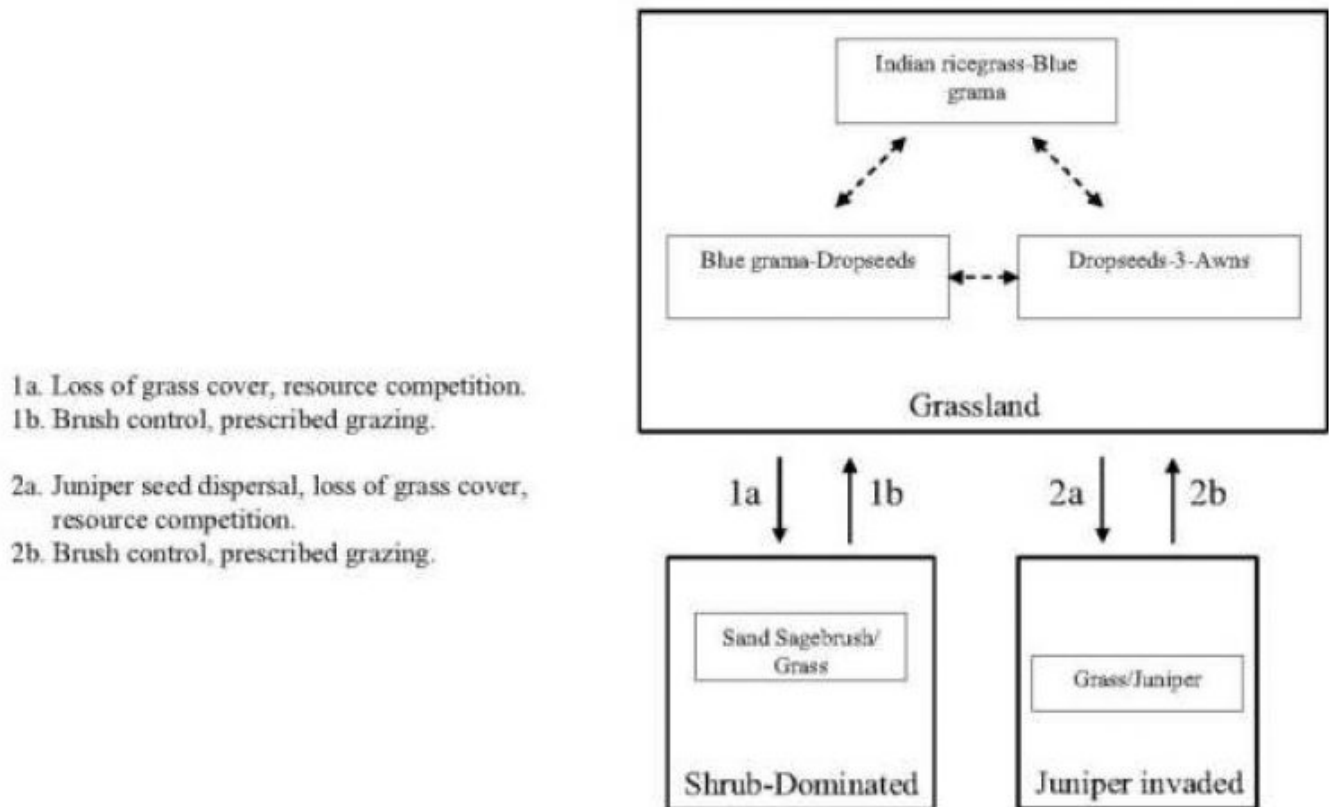 Indian ricegrass-Blue
grama
Blue grama-Dropseeds
Dropseeds-3-Awns
Grassland
1a. Loss of grass cover, resource competition.
1b. Brush control, prescribed grazing.
2a. Juniper seed dispersal, loss of grass cover,
resource competition.
2b. Brush control, prescribed grazing.
1a
1b
2a
2b
Sand Sagebrush/
Grass
Shrub-Dominated
Grass/Juniper
Juniper invaded